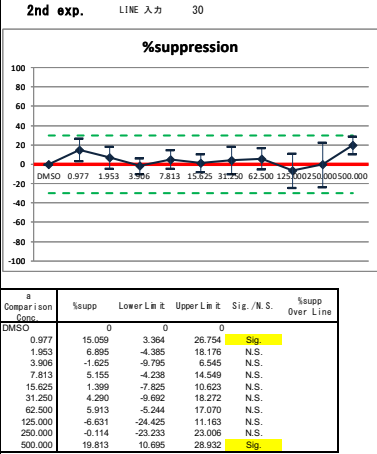 2nd exp. LINE 入力 30
%suppression
100
80
60
40
20
0
-20
-40
-60
-80
-100
DMSO 0.977 1.953 3.906 7.813 15.625 31.250 62.500 125.000 250.000 500.000
a
Comparison
Conc. %supp LowerLimit UpperLimit Sig./N.S. %supp
Over Line
DMSO 0 0 0
0.977 15.059 3.364 26.754 Sig.
1.953 6.895 -4.385 18.176 N.S.
3.906 -1.625 -9.795 6.545 N.S.
7.813 5.155 -4.238 14.549 N.S.
15.625 1.399 -7.825 10.623 N.S.
31.250 4.290 -9.692 18.272 N.S.
62.500 5.913 -5.244 17.070 N.S.
125.000 -6.631 -24.425 11.163 N.S.
250.000 -0.114 -23.233 23.006 N.S.
500.000 19.813 10.695 28.932 Sig.